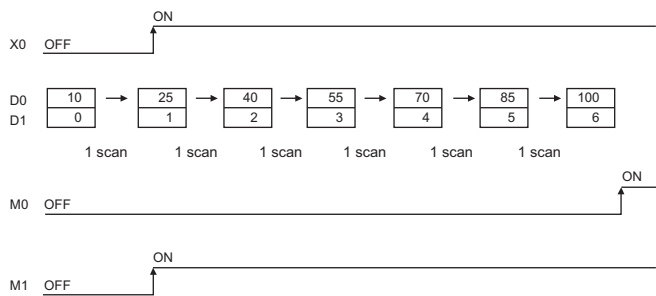 ON
X0 OFF
D0 10 25 40 55 70 85 100
D1 0 1 2 3 4 5 6
1 scan 1 scan 1 scan 1 scan 1 scan 1 scan
ON
M0 OFF
ON
M1 OFF